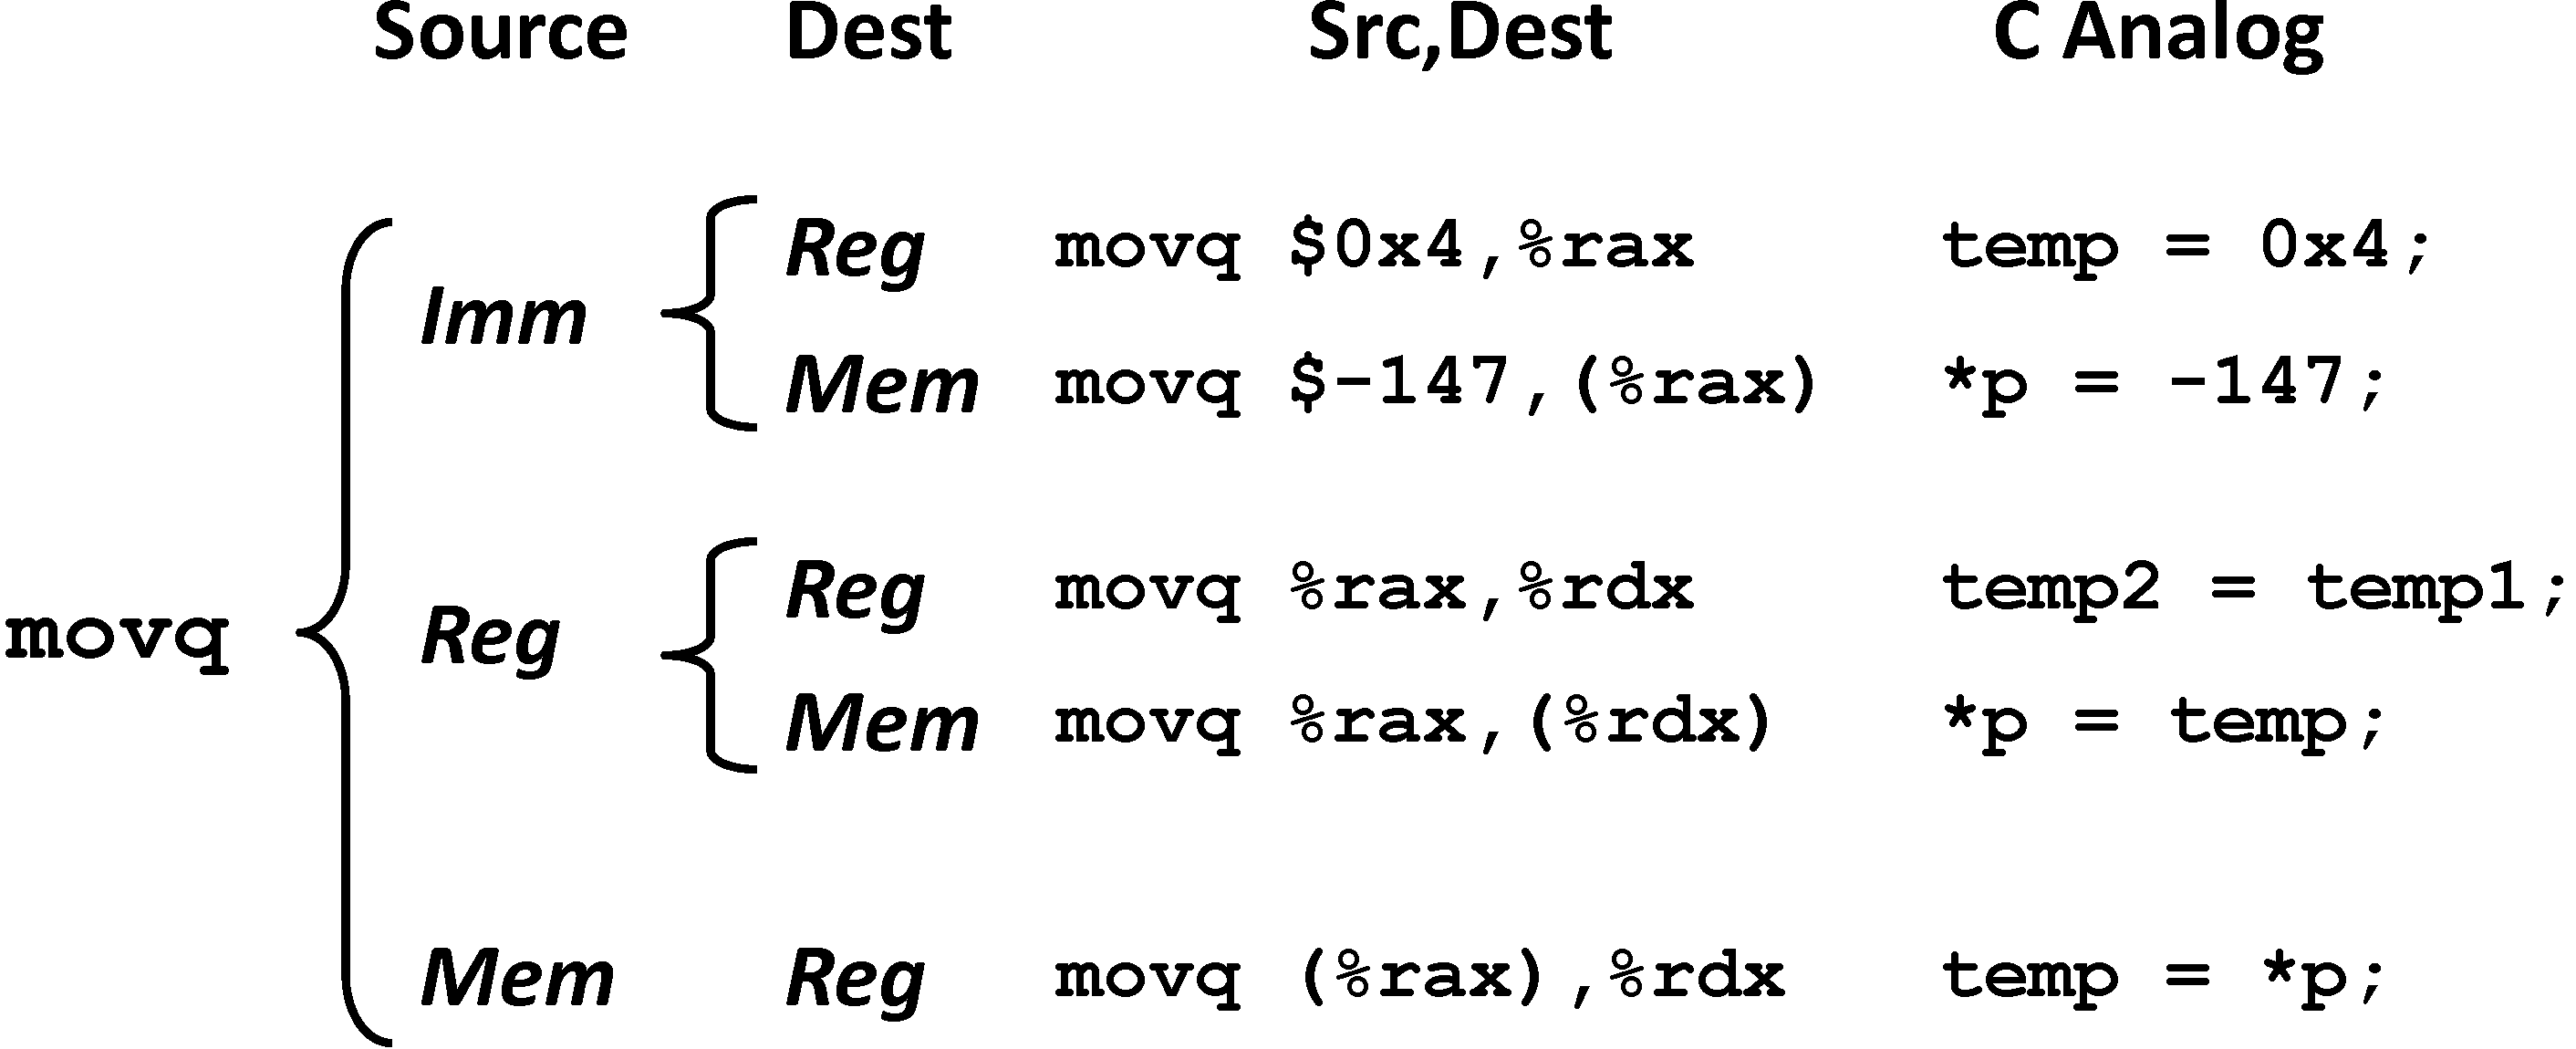 Source Dest Src,Dest C Analog
Reg movq $0x4,%rax temp = 0x4;
Imm
Mem movq $-147,(%rax) *p = -147;
Reg movq %rax,%rdx temp2 = temp1;
movq Reg
Mem movq %rax,(%rdx) *p = temp;
Mem Reg movq (%rax),%rdx temp = *p;